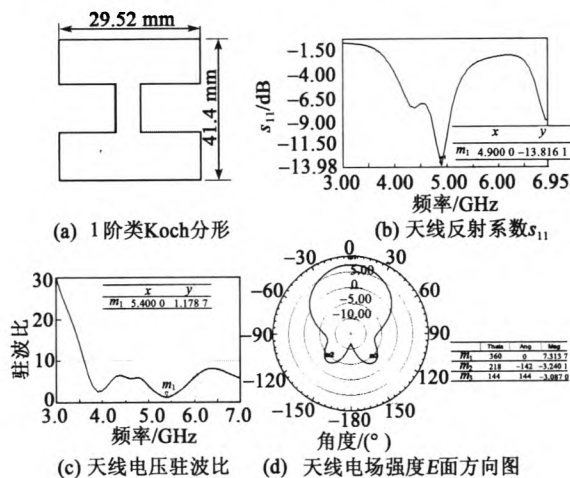 29.52 mm
41.4 mm
(a) 1阶类Koch分形
s11/dB
-1.50
-4.00
-6.50
-9.00
-11.50
-13.98
3.00 4.00 5.00 6.00 6.95
频率/GHz
x y
m1 4.900 0 -13.816 1
(b) 天线反射系数s11
驻波比
30
20
10
0
3.0 4.0 5.0 6.0 7.0
频率/GHz
x y
m1 5.400 0 1.178 7
m1
(c) 天线电压驻波比
0
-30 30
-60 60
-90 90
-120 120
-150 150
-180
5.00
0
-5.00
-10.00
角度/(°)
Theta Ang Mag
m1 360 0 7.313 7
m2 218 -142 -3.240 1
m3 144 144 -3.087 0
(d) 天线电场强度E面方向图